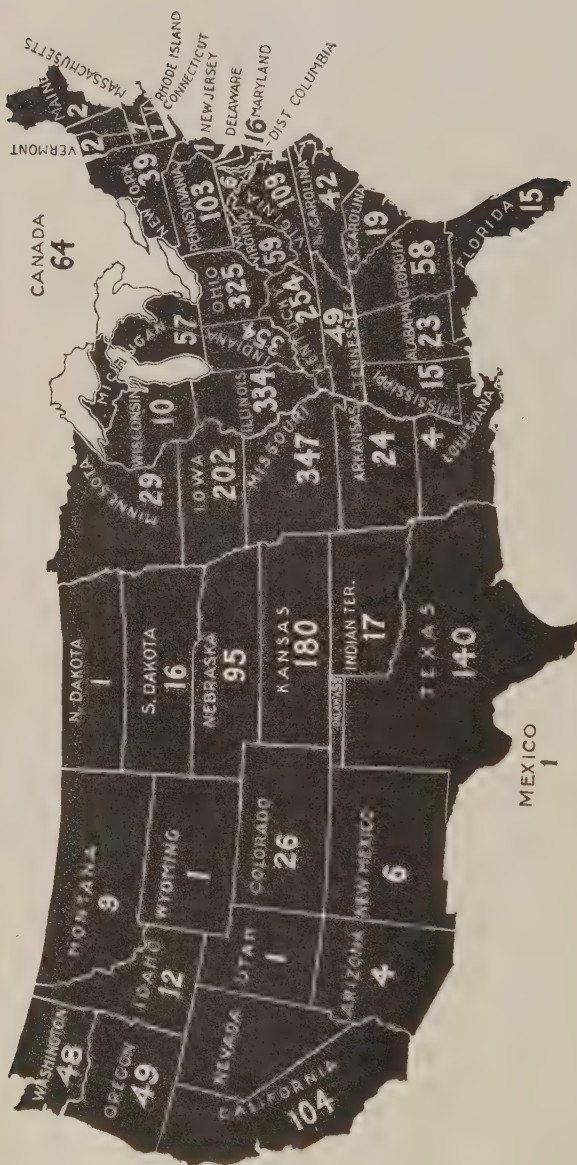 CANADA
64
WASHINGTON
48
OREGON
49
CALIFORNIA
104
NEVADA
IDAHO
12
MONTANA
9
WYOMING
1
UTAH
1
COLORADO
26
ARIZONA
4
NEW MEXICO
6
N. DAKOTA
1
S. DAKOTA
16
NEBRASKA
95
KANSAS
180
INDIAN TER.
17
TEXAS
140
MINNESOTA
29
IOWA
202
MISSOURI
347
ARKANSAS
24
4
LOUISIANA
WISCONSIN
10
ILLINOIS
MICHIGAN
57
INDIANA
354
OHIO
325
KENTUCKY
254
49
TENNESSEE
MISSISSIPPI
15
ALABAMA
23
GEORGIA
58
FLORIDA
15
S. CAROLINA
19
N. CAROLINA
42
VIRGINIA
109
W. VIRGINIA
59
PENNSYLVANIA
103
NEW YORK
39
VERMONT
2
MAINE
2
MASSACHUSETTS
RHODE ISLAND
CONNECTICUT
1 NEW JERSEY
DELAWARE
16 MARYLAND
DIST COLUMBIA
MEXICO
1